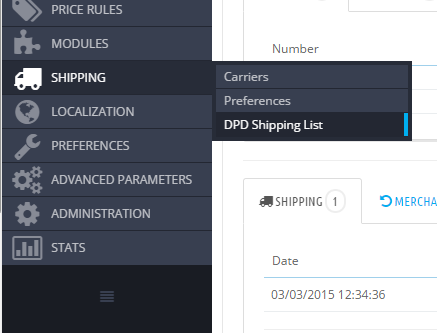 PRICE RULES
MODULES
SHIPPING
LOCALIZATION
PREFERENCES
ADVANCED PARAMETERS
ADMINISTRATION
STATS
Carriers
Preferences
DPD Shipping List
Number
SHIPPING 1
MERCHA
Date
03/03/2015 12:34:36